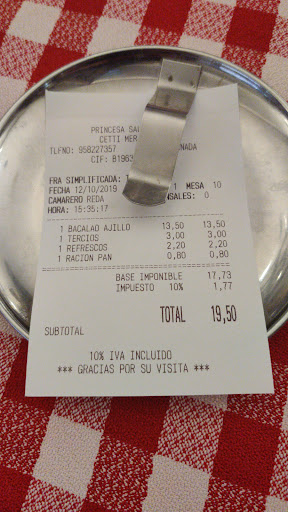 PRINCESA
CETTI MER
TLFNO: 958227357 NADA
CIF: B1963
FRA SIMPLIFICADA: 1 MESA 10
FECHA 12/10/2019 SALES: 0
CAMARERO REDA
HORA: 15:35:17
1 BACALAO AJILLO 13,50 13,50
1 TERCIOS 3,00 3,00
1 REFRESCOS 2,20 2,20
1 RACION PAN 0,80 0,80
BASE IMPONIBLE 17,73
IMPUESTO 10% 1,77
TOTAL 19,50
SUBTOTAL
10% IVA INCLUIDO
*** GRACIAS POR SU VISITA ***